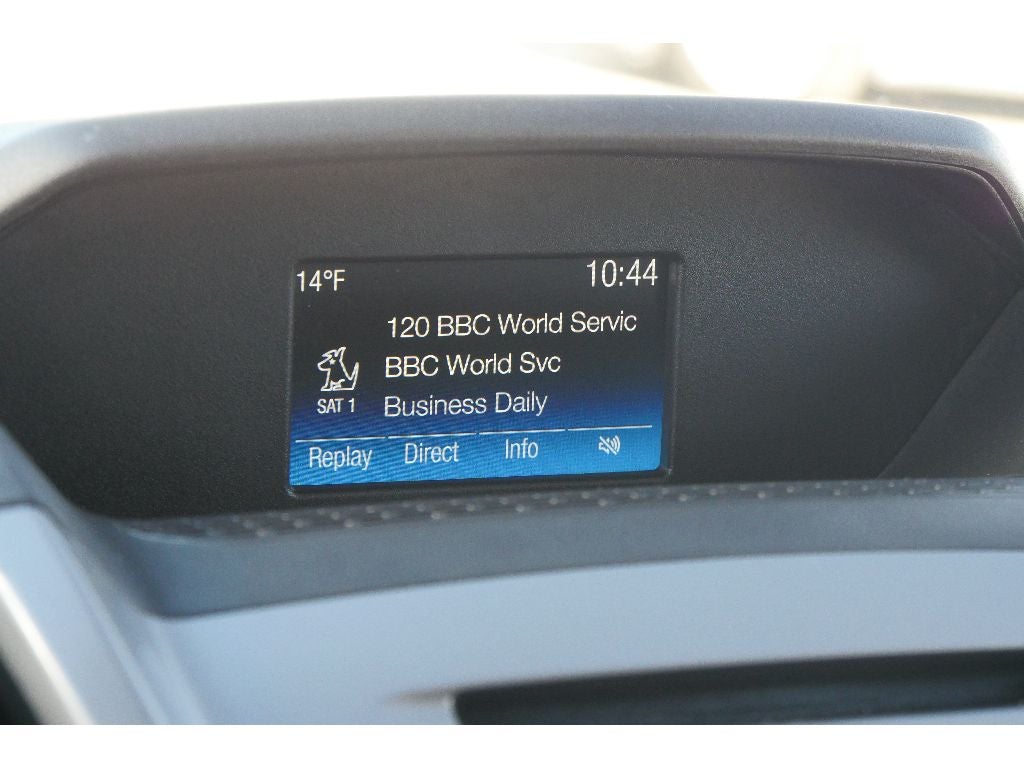 14°F 10:44
120 BBC World Servic
BBC World Svc
SAT 1 Business Daily
Replay Direct Info